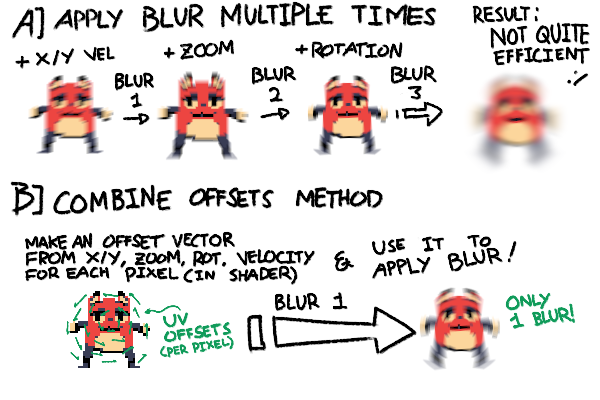 A] APPLY BLUR MULTIPLE TIMES
+ X/Y VEL
BLUR
1
+ ZOOM
BLUR
2
+ ROTATION
BLUR
3
RESULT:
NOT QUITE
EFFICIENT
:/
B] COMBINE OFFSETS METHOD
MAKE AN OFFSET VECTOR
FROM X/Y, ZOOM, ROT. VELOCITY
FOR EACH PIXEL (IN SHADER)
& USE IT TO
APPLY BLUR!
UV
OFFSETS
(PER PIXEL)
BLUR 1
ONLY
1 BLUR!